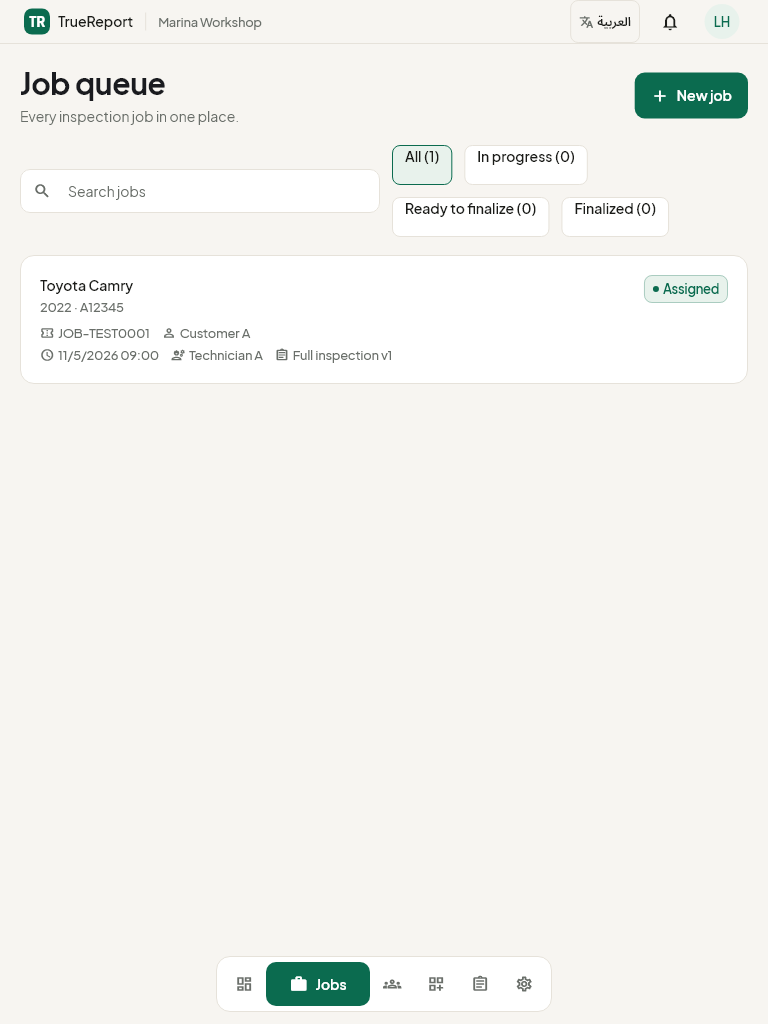 TR TrueReport Marina Workshop العربية LH
Job queue
Every inspection job in one place.
New job
Search jobs
All (1) In progress (0)
Ready to finalize (0) Finalized (0)
Toyota Camry
Assigned
2022 · A12345
JOB-TEST0001 Customer A
11/5/2026 09:00 Technician A Full inspection v1
Jobs